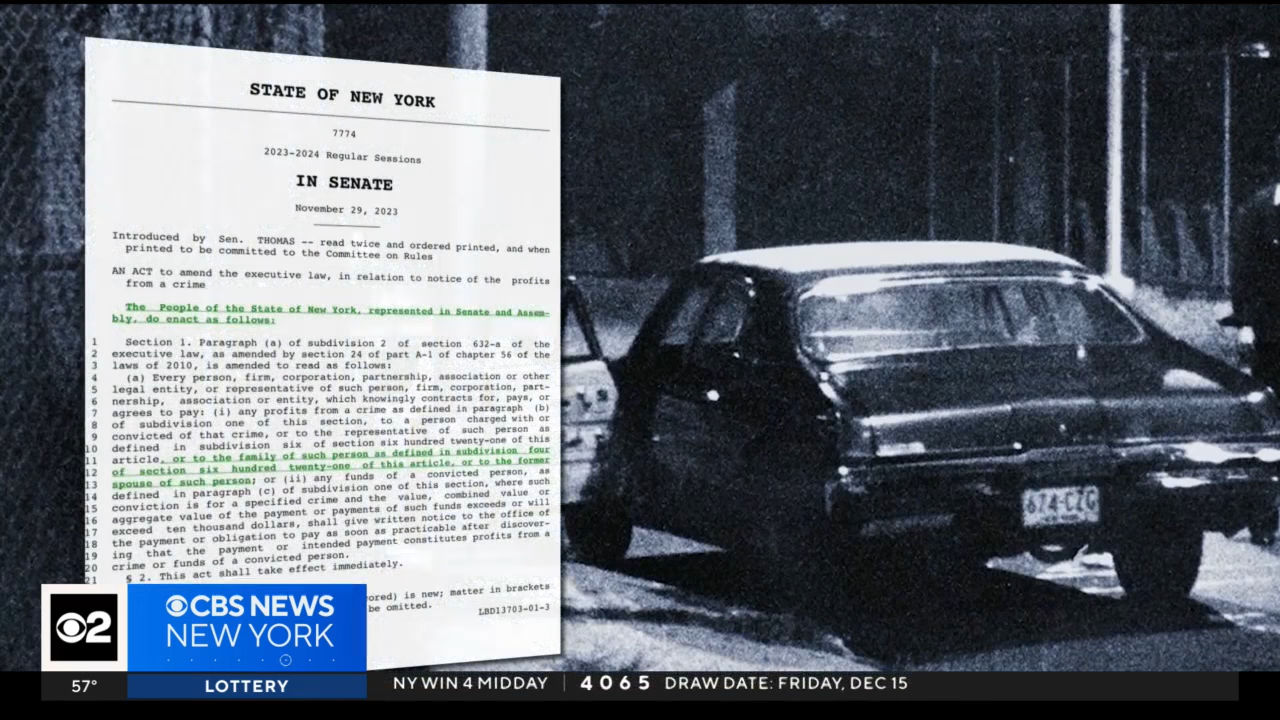 STATE OF NEW YORK
7774
2023-2024 Regular Sessions
IN SENATE
November 29, 2023
Introduced by Sen. THOMAS -- read twice and ordered printed, and when
printed to be committed to the Committee on Rules
AN ACT to amend the executive law, in relation to notice of the profits
from a crime
The People of the State of New York, represented in Senate and Assem-
bly, do enact as follows:
1 Section 1. Paragraph (a) of subdivision 2 of section 632-a of the
2 executive law, as amended by section 24 of part A-1 of chapter 56 of the
3 laws of 2010, is amended to read as follows:
4 (a) Every person, firm, corporation, partnership, association or other
5 legal entity, or representative of such person, firm, corporation, part-
6 nership, association or entity, which knowingly contracts for, pays, or
7 agrees to pay: (i) any profits from a crime as defined in paragraph (b)
8 of subdivision one of this section, to a person charged with or
9 convicted of that crime, or to the representative of such person as
10 defined in subdivision six of section six hundred twenty-one of this
11 article, or to the family of such person as defined in subdivision four
12 of section six hundred twenty-one of this article, or to the former
13 spouse of such person; or (ii) any funds of a convicted person, as
14 defined in paragraph (c) of subdivision one of this section, where such
15 conviction is for a specified crime and the value, combined value or
16 aggregate value of the payment or payments of such funds exceeds or will
17 exceed ten thousand dollars, shall give written notice to the office of
18 the payment or obligation to pay as soon as practicable after discover-
19 ing that the payment or intended payment constitutes profits from a
20 crime or funds of a convicted person.
21 § 2. This act shall take effect immediately.
ored) is new; matter in brackets
be omitted.
LBD13703-01-3
674-CZG
2
CBS NEWS
NEW YORK
57°
LOTTERY
NY WIN 4 MIDDAY | 4 0 6 5 DRAW DATE: FRIDAY, DEC 15